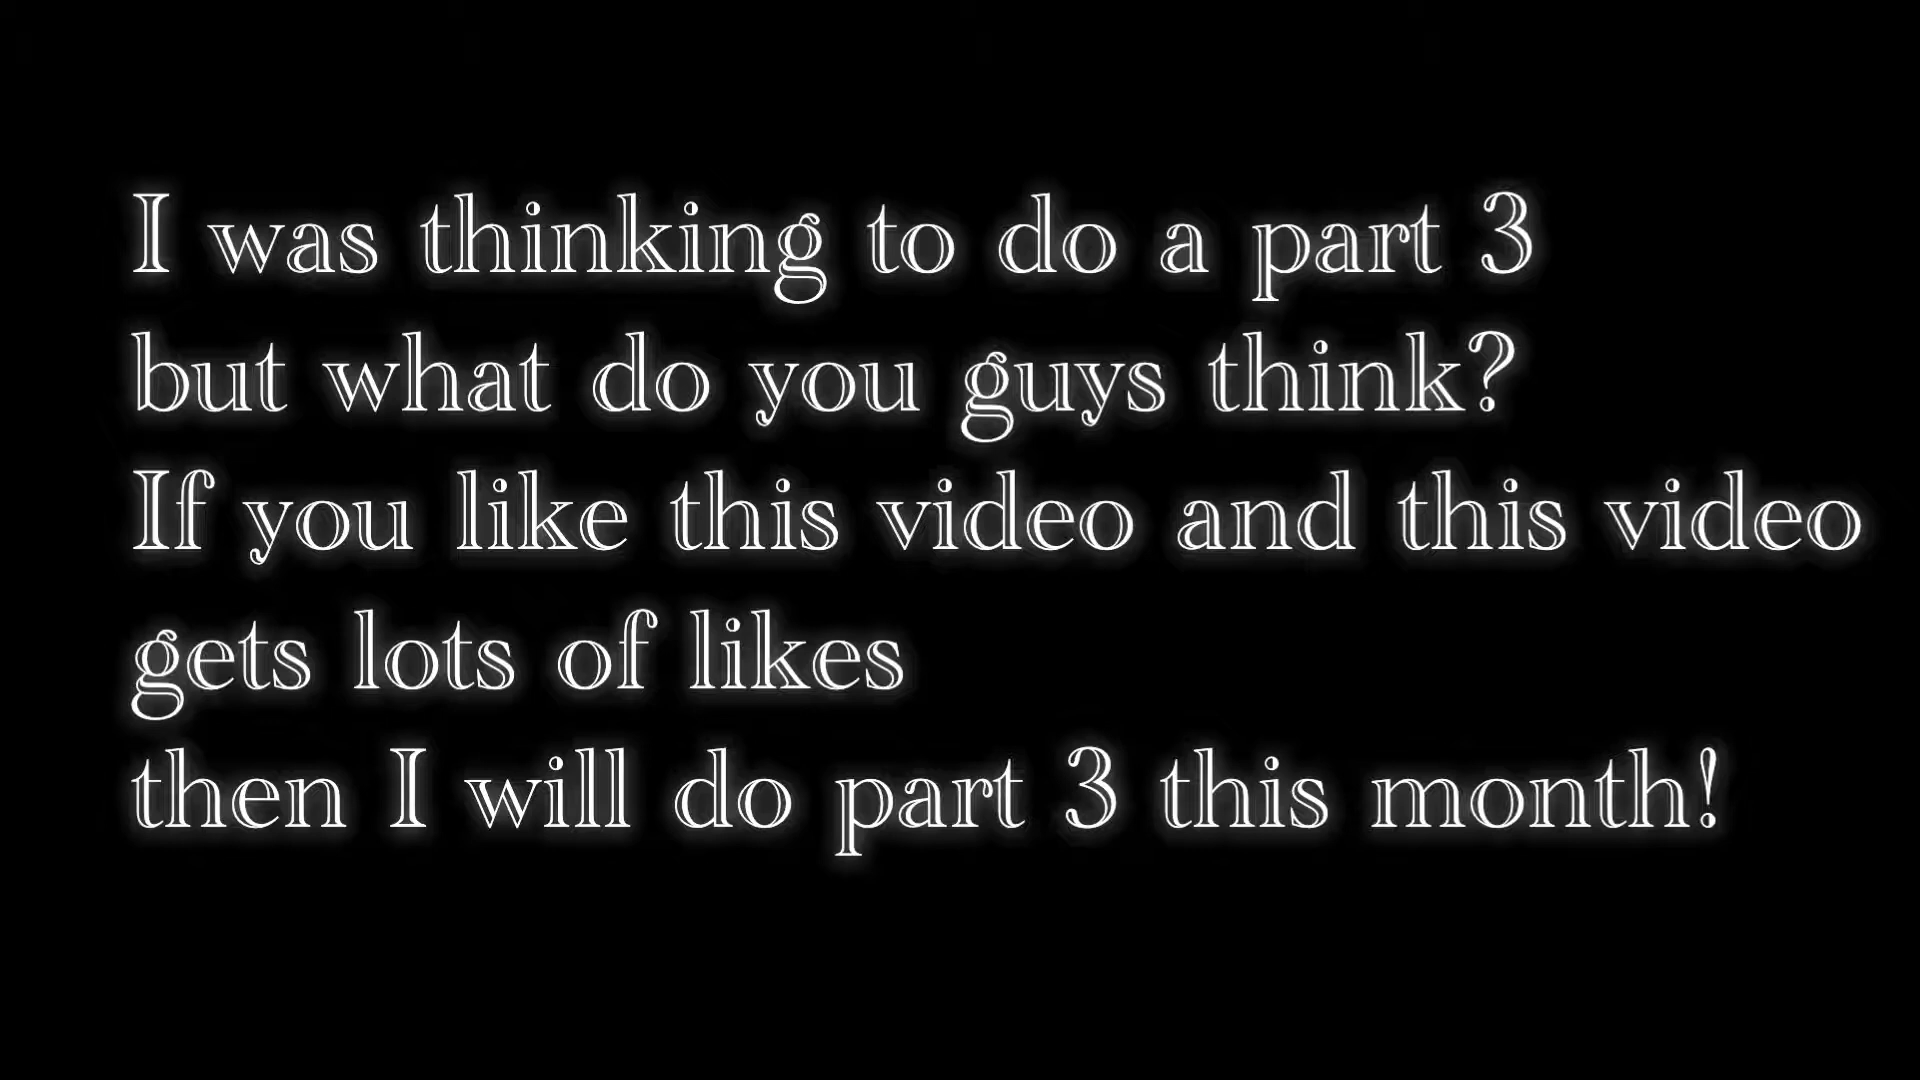 I was thinking to do a part 3
but what do you guys think?
If you like this video and this video
gets lots of likes
then I will do part 3 this month!